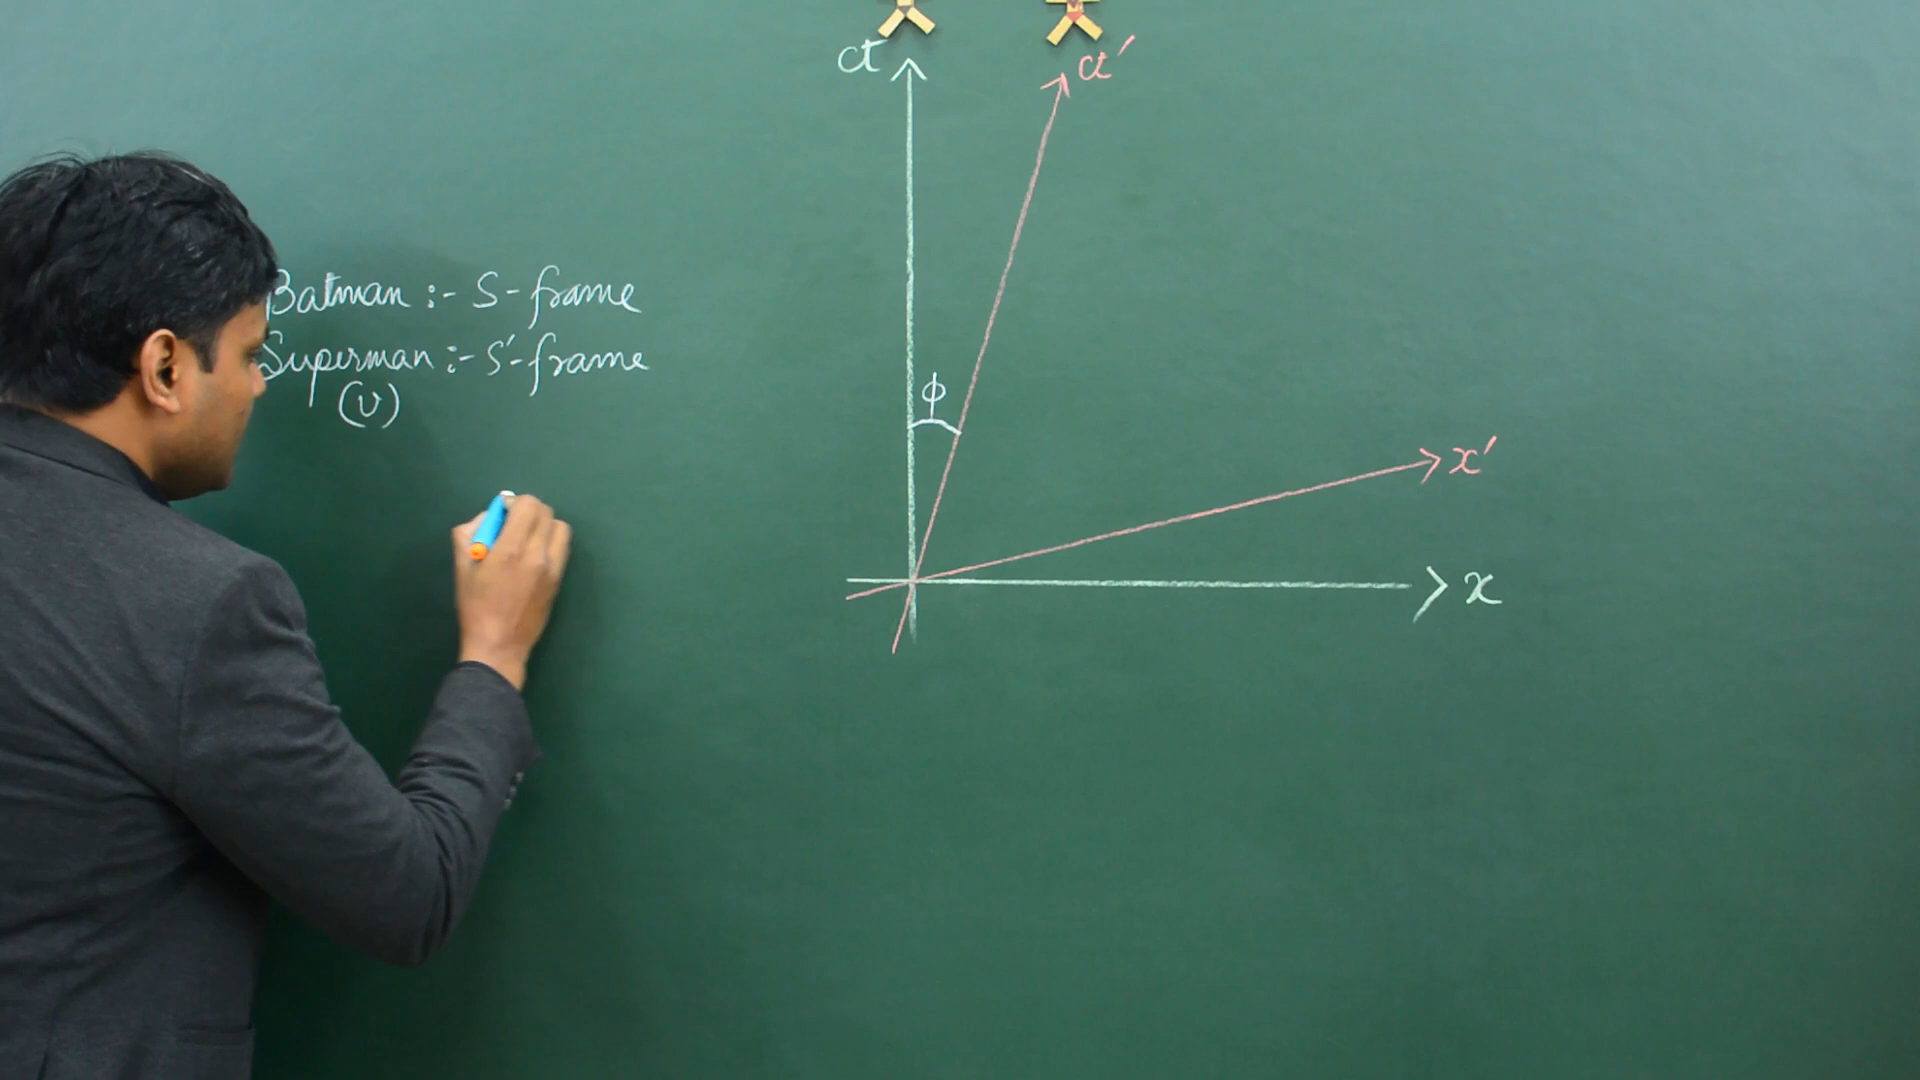 ct
ct′
Batman :- S-frame
Superman :- S′-frame
(v)
ϕ
x′
x